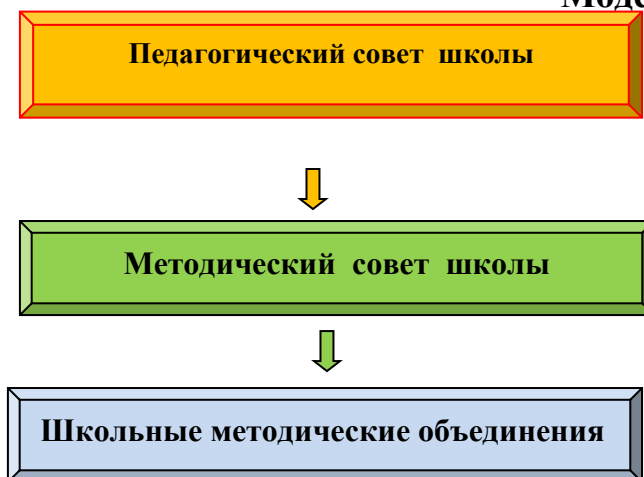 Педагогический совет школы
Методический совет школы
Школьные методические объединения